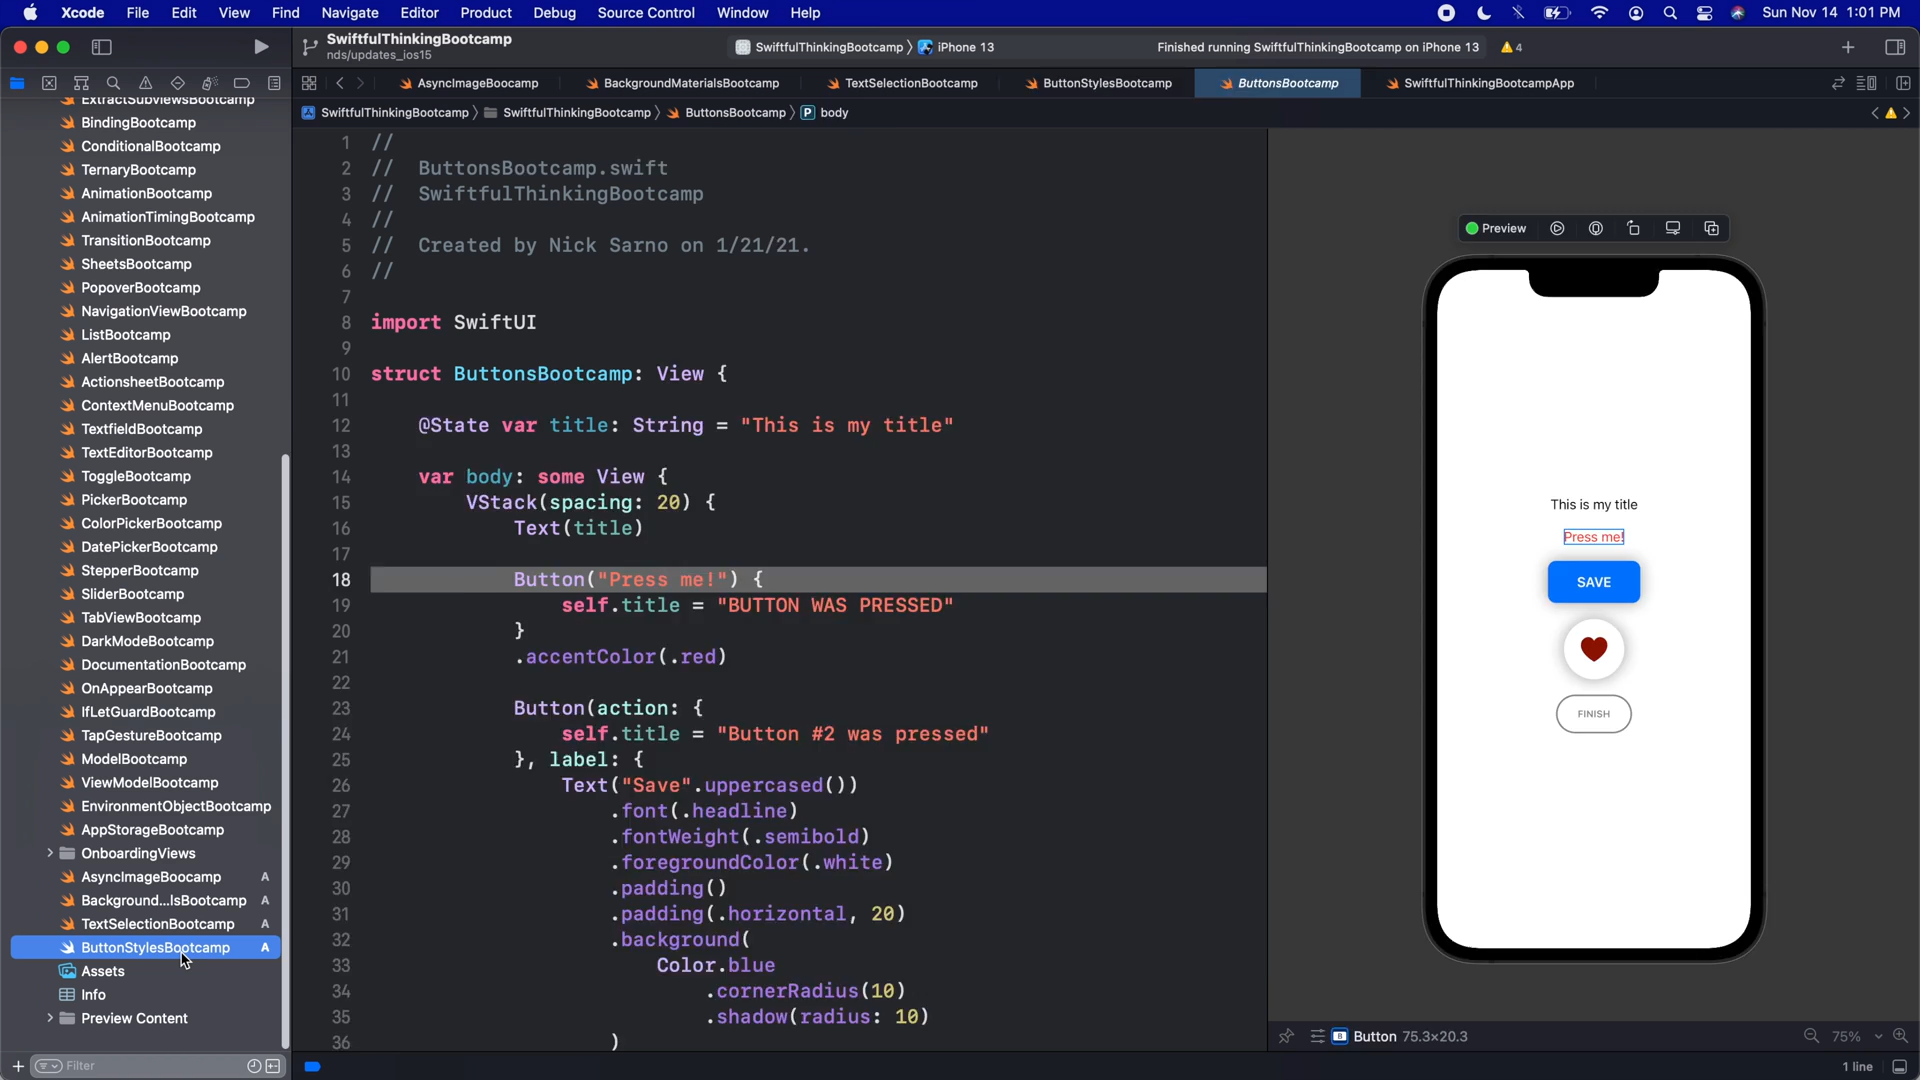 Xcode File Edit View Find Navigate Editor Product Debug Source Control Window Help Sun Nov 14 1:01 PM
SwiftfulThinkingBootcamp
nds/updates_ios15
SwiftfulThinkingBootcamp 〉 iPhone 13
Finished running SwiftfulThinkingBootcamp on iPhone 13 4
AsyncImageBoocamp BackgroundMaterialsBootcamp TextSelectionBootcamp ButtonStylesBootcamp ButtonsBootcamp SwiftfulThinkingBootcampApp
SwiftfulThinkingBootcamp 〉 SwiftfulThinkingBootcamp 〉 ButtonsBootcamp 〉 P body
ExtractSubviewsBootcamp
BindingBootcamp
ConditionalBootcamp
TernaryBootcamp
AnimationBootcamp
AnimationTimingBootcamp
TransitionBootcamp
SheetsBootcamp
PopoverBootcamp
NavigationViewBootcamp
ListBootcamp
AlertBootcamp
ActionsheetBootcamp
ContextMenuBootcamp
TextfieldBootcamp
TextEditorBootcamp
ToggleBootcamp
PickerBootcamp
ColorPickerBootcamp
DatePickerBootcamp
StepperBootcamp
SliderBootcamp
TabViewBootcamp
DarkModeBootcamp
DocumentationBootcamp
OnAppearBootcamp
IfLetGuardBootcamp
TapGestureBootcamp
ModelBootcamp
ViewModelBootcamp
EnvironmentObjectBootcamp
AppStorageBootcamp
OnboardingViews
AsyncImageBoocamp A
Background...lsBootcamp A
TextSelectionBootcamp A
ButtonStylesBootcamp A
Assets
Info
Preview Content
Filter
1 //
2 // ButtonsBootcamp.swift
3 // SwiftfulThinkingBootcamp
4 //
5 // Created by Nick Sarno on 1/21/21.
6 //
7
8 import SwiftUI
9
10 struct ButtonsBootcamp: View {
11
12 @State var title: String = "This is my title"
13
14 var body: some View {
15 VStack(spacing: 20) {
16 Text(title)
17
18 Button("Press me!") {
19 self.title = "BUTTON WAS PRESSED"
20 }
21 .accentColor(.red)
22
23 Button(action: {
24 self.title = "Button #2 was pressed"
25 }, label: {
26 Text("Save".uppercased())
27 .font(.headline)
28 .fontWeight(.semibold)
29 .foregroundColor(.white)
30 .padding()
31 .padding(.horizontal, 20)
32 .background(
33 Color.blue
34 .cornerRadius(10)
35 .shadow(radius: 10)
36 )
Preview
This is my title
Press me!
SAVE
FINISH
B Button 75.3×20.3
75%
1 line